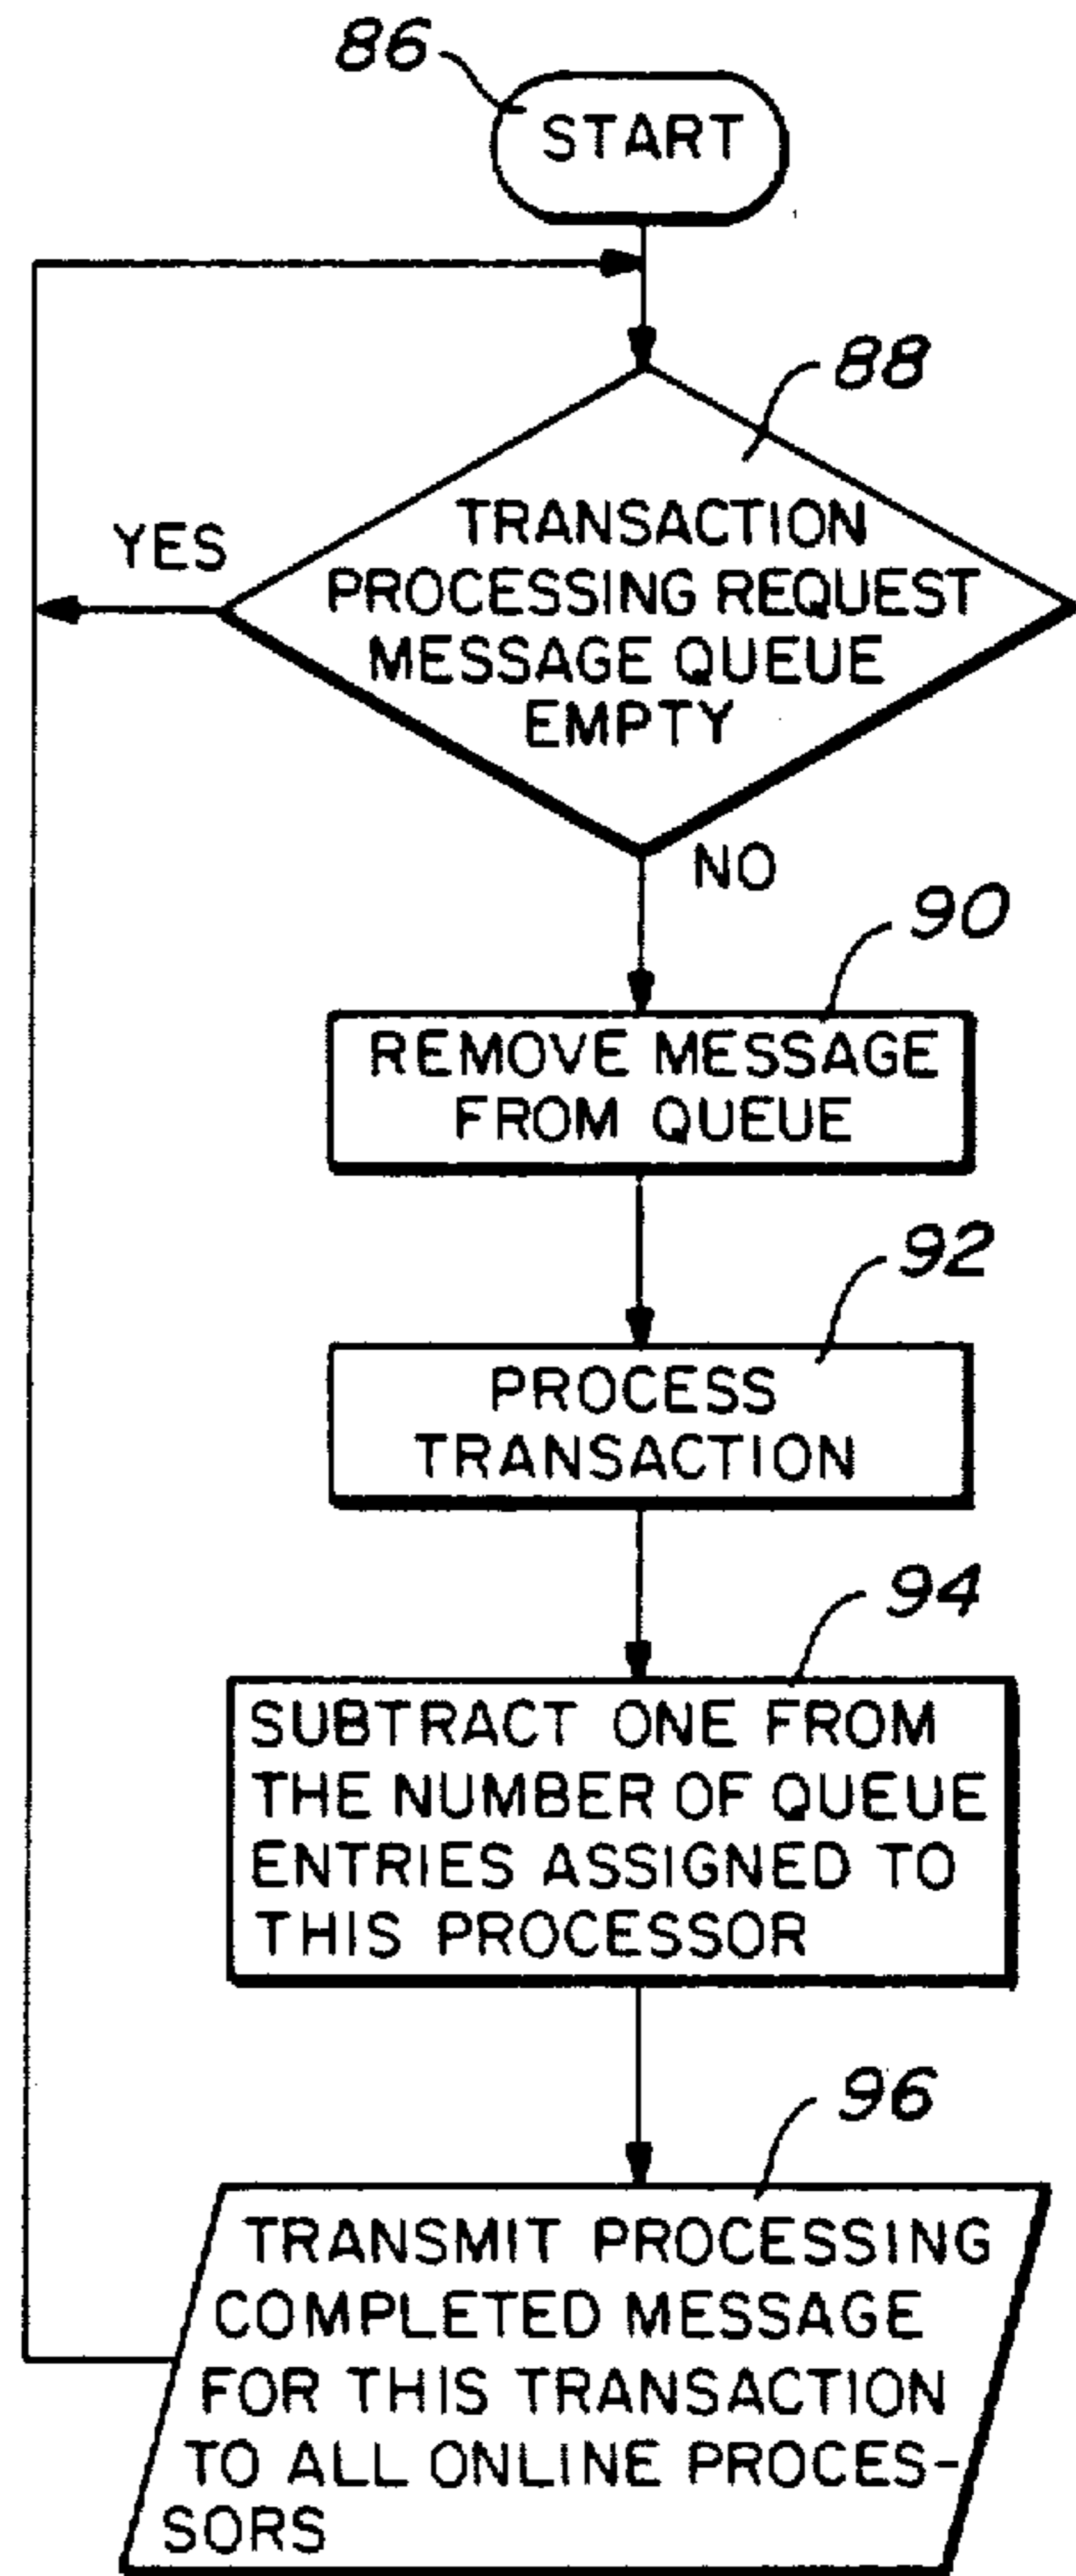 86
START
88
TRANSACTION
PROCESSING REQUEST
MESSAGE QUEUE
EMPTY
YES
NO
90
REMOVE MESSAGE
FROM QUEUE
92
PROCESS
TRANSACTION
94
SUBTRACT ONE FROM
THE NUMBER OF QUEUE
ENTRIES ASSIGNED TO
THIS PROCESSOR
96
TRANSMIT PROCESSING
COMPLETED MESSAGE
FOR THIS TRANSACTION
TO ALL ONLINE PROCES-
SORS